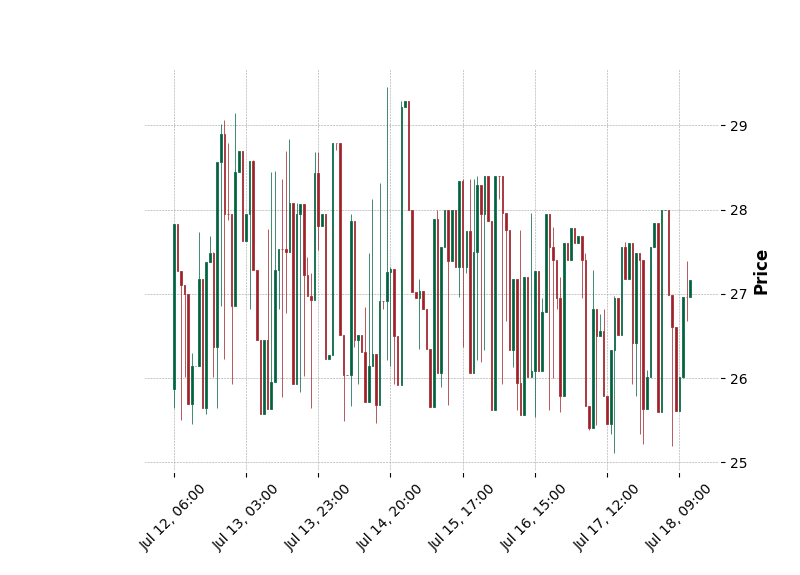 29
28
27
26
25
Price
Jul 12, 06:00
Jul 13, 03:00
Jul 13, 23:00
Jul 14, 20:00
Jul 15, 17:00
Jul 16, 15:00
Jul 17, 12:00
Jul 18, 09:00